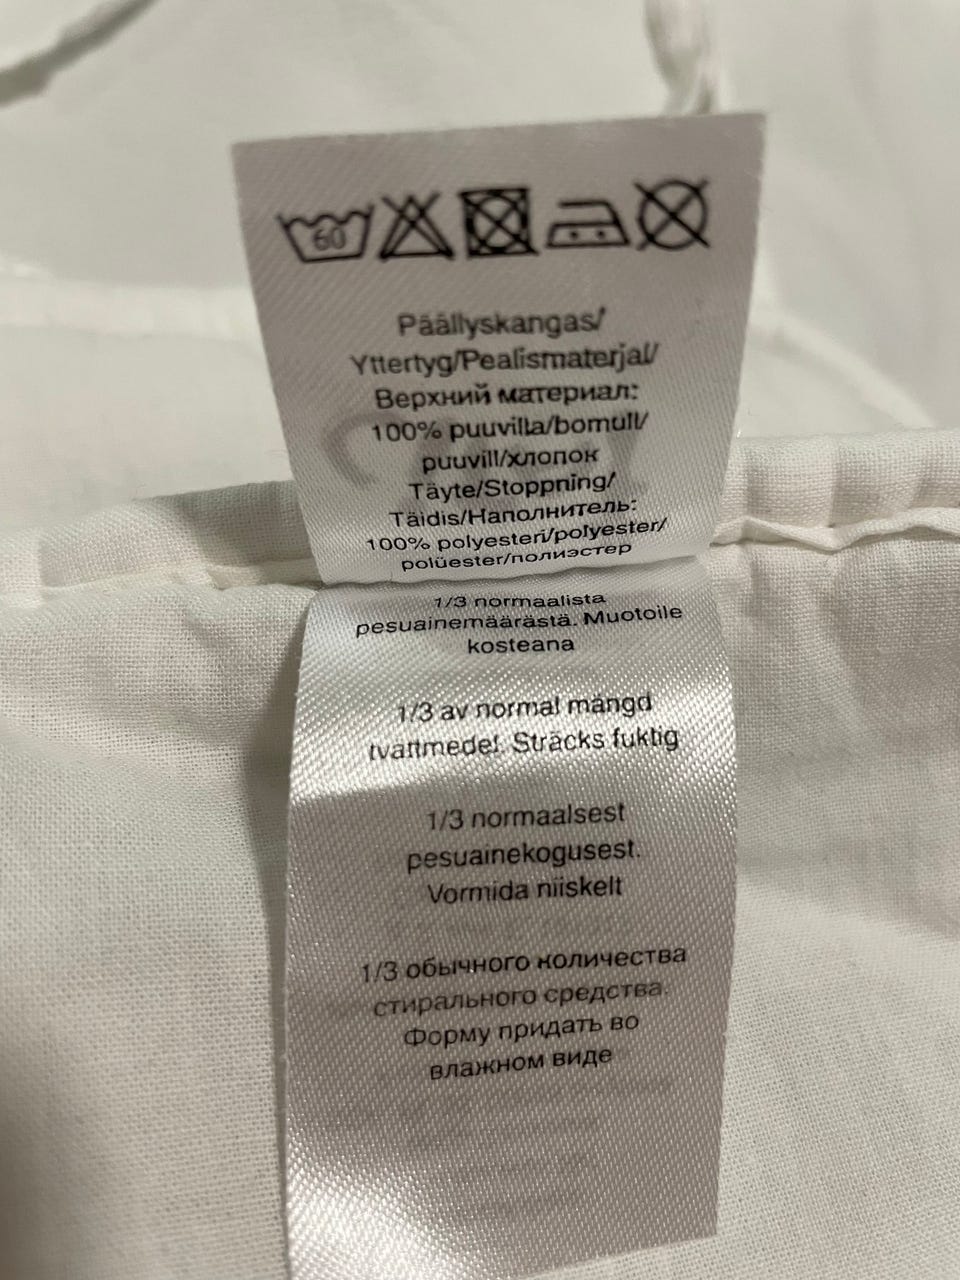 60
Päällyskangas/
Yttertyg/Pealismaterjal/
Верхний материал:
100% puuvilla/bomull/
puuvill/хлопок
Täyte/Stoppning/
Täidis/Наполнитель:
100% polyesteri/polyester/
polüester/полиэстер
1/3 normaalista
pesuainemäärästä. Muotoile
kosteana
1/3 av normal mängd
tvättmedel. Sträcks fuktig
1/3 normaalsest
pesuainekogusest.
Vormida niiskelt
1/3 обычного количества
стирального средства.
Форму придать во
влажном виде